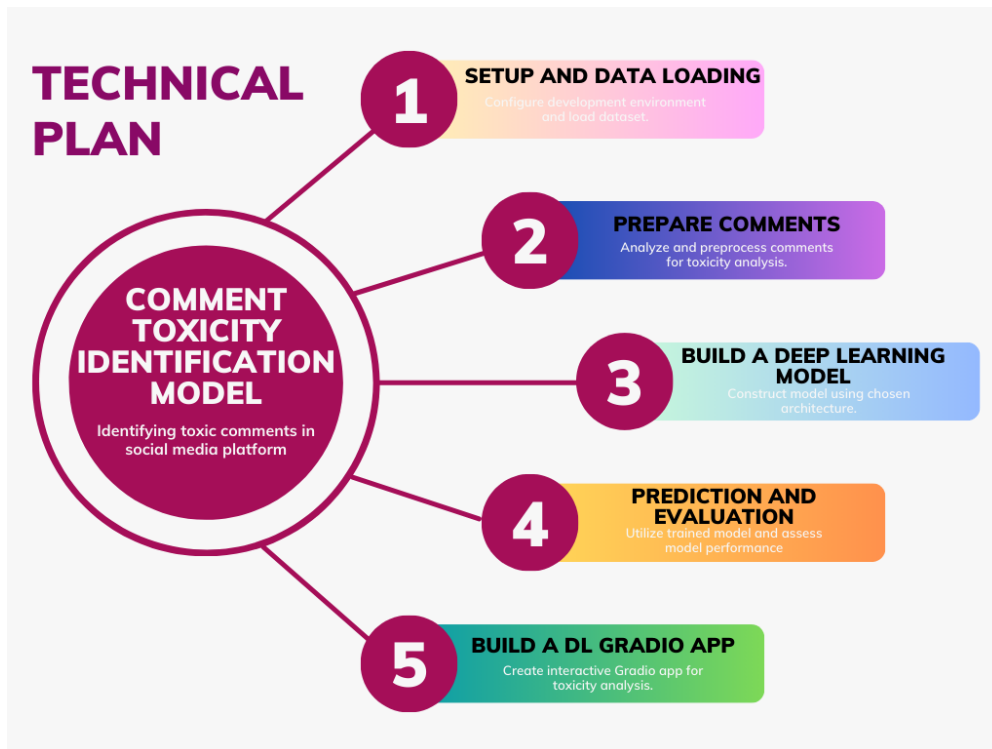 TECHNICAL
PLAN
COMMENT
TOXICITY
IDENTIFICATION
MODEL
Identifying toxic comments in
social media platform
1
SETUP AND DATA LOADING
Configure development environment
and load dataset.
2
PREPARE COMMENTS
Analyze and preprocess comments
for toxicity analysis.
3
BUILD A DEEP LEARNING
MODEL
Construct model using chosen
architecture.
4
PREDICTION AND
EVALUATION
Utilize trained model and assess
model performance
5
BUILD A DL GRADIO APP
Create interactive Gradio app for
toxicity analysis.